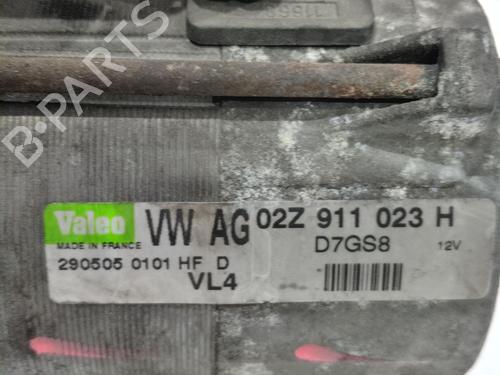 B-PARTS
Valeo VW AG 02Z 911 023 H
MADE IN FRANCE D7GS8 12V
290505 0101 HF D
VL4